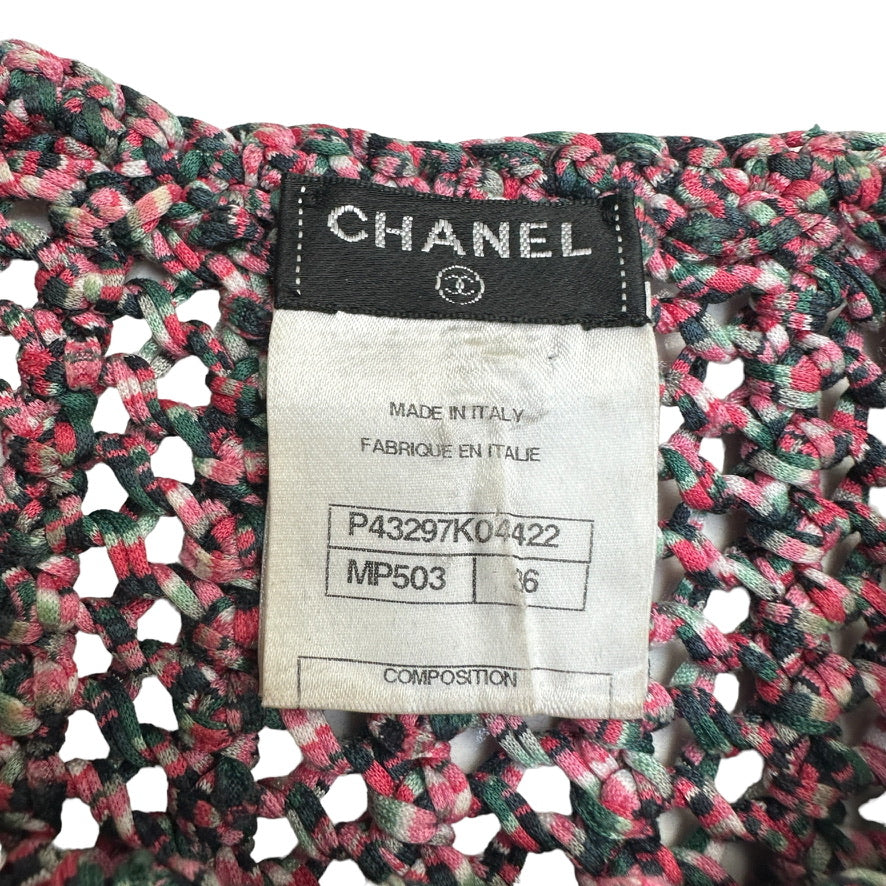 CHANEL
MADE IN ITALY
FABRIQUE EN ITALIE
P43297K04422
MP503 36
COMPOSITION